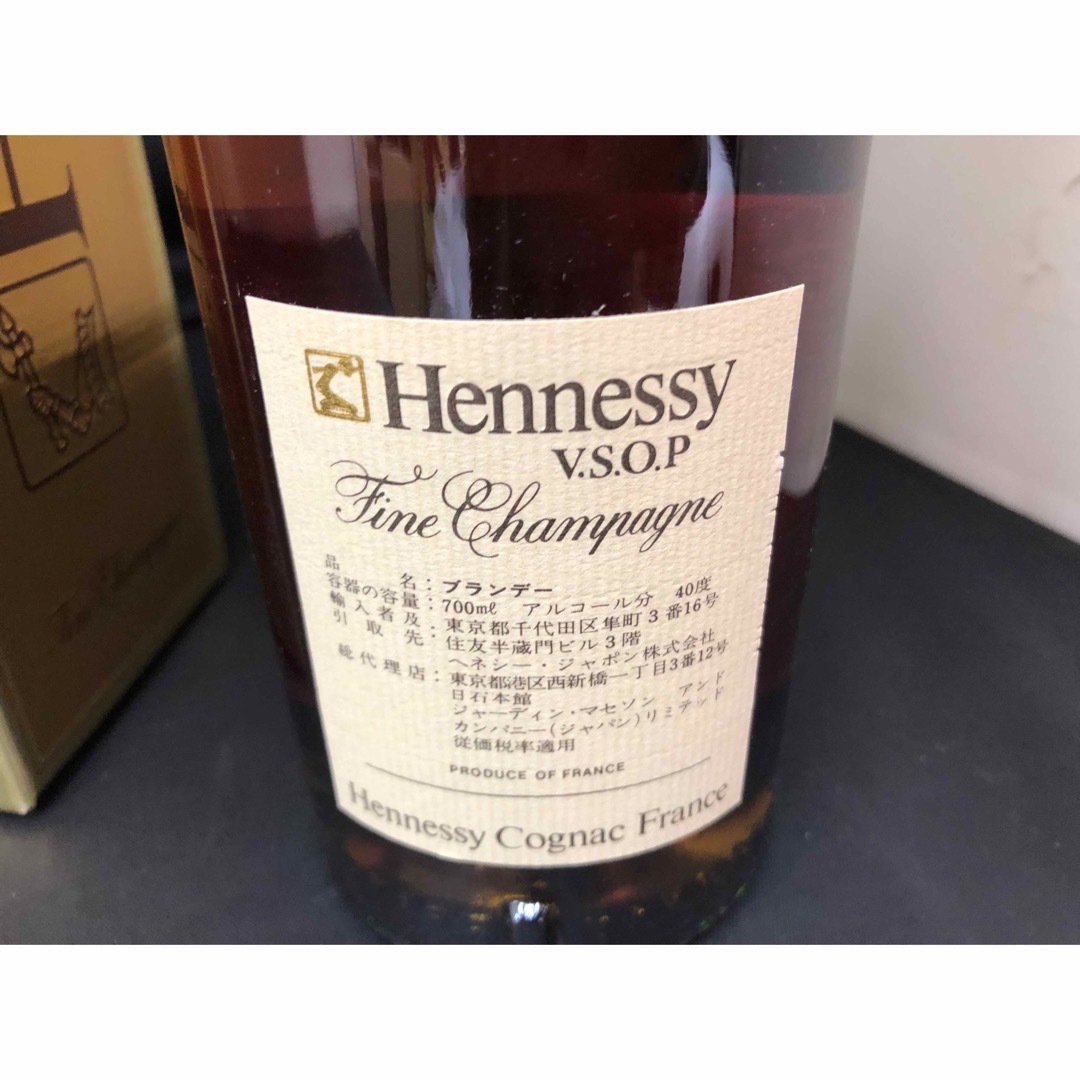 Hennessy
V.S.O.P
Fine Champagne
品名：ブランデー
容器の容量：700mℓ アルコール分 40度
輸入者及：東京都千代田区隼町3番16号
引取先：住友半蔵門ビル3階
ヘネシー・ジャポン株式会社
総代理店：東京都港区西新橋一丁目3番12号
日石本館
ジャーディン・マセソン アンド
カンパニー(ジャパン)リミテッド
従価税率適用
PRODUCE OF FRANCE
Hennessy Cognac France